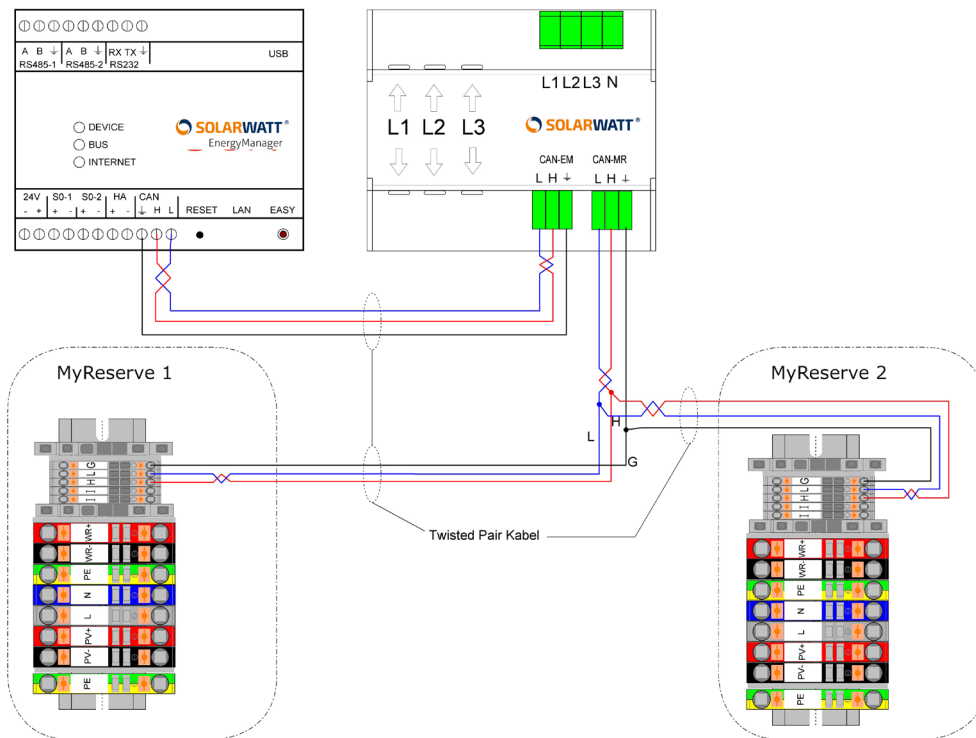 A B ⏚ A B ⏚ RX TX ⏚ USB
RS485-1 RS485-2 RS232
DEVICE
BUS
INTERNET
SOLARWATT®
EnergyManager
24V S0-1 S0-2 HA CAN
- + + - + - + - ⏚ H L RESET LAN EASY
L1 L2 L3 N
L1 L2 L3
SOLARWATT®
CAN-EM CAN-MR
L H ⏚ L H ⏚
MyReserve 1
G
L
H
I
I
WR+
WR-
PE
N
L
PV+
PV-
PE
L
H
G
Twisted Pair Kabel
MyReserve 2
G
L
H
I
I
WR+
WR-
PE
N
L
PV+
PV-
PE